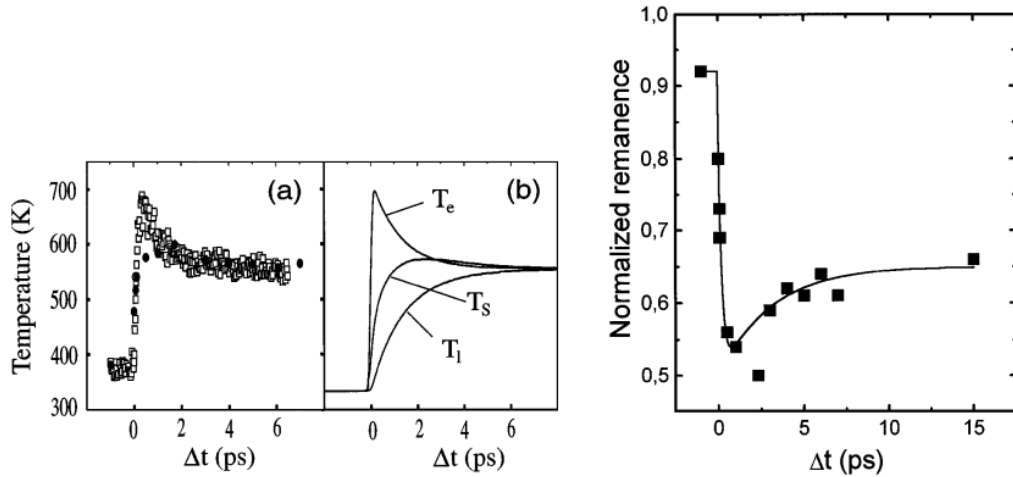 (a)
(b)
Temperature (K)
700
600
500
400
300
T_e
T_S
T_l
0 2 4 6
0 2 4 6
Δt (ps)
Δt (ps)
Normalized remanence
1,0
0,9
0,8
0,7
0,6
0,5
0 5 10 15
Δt (ps)